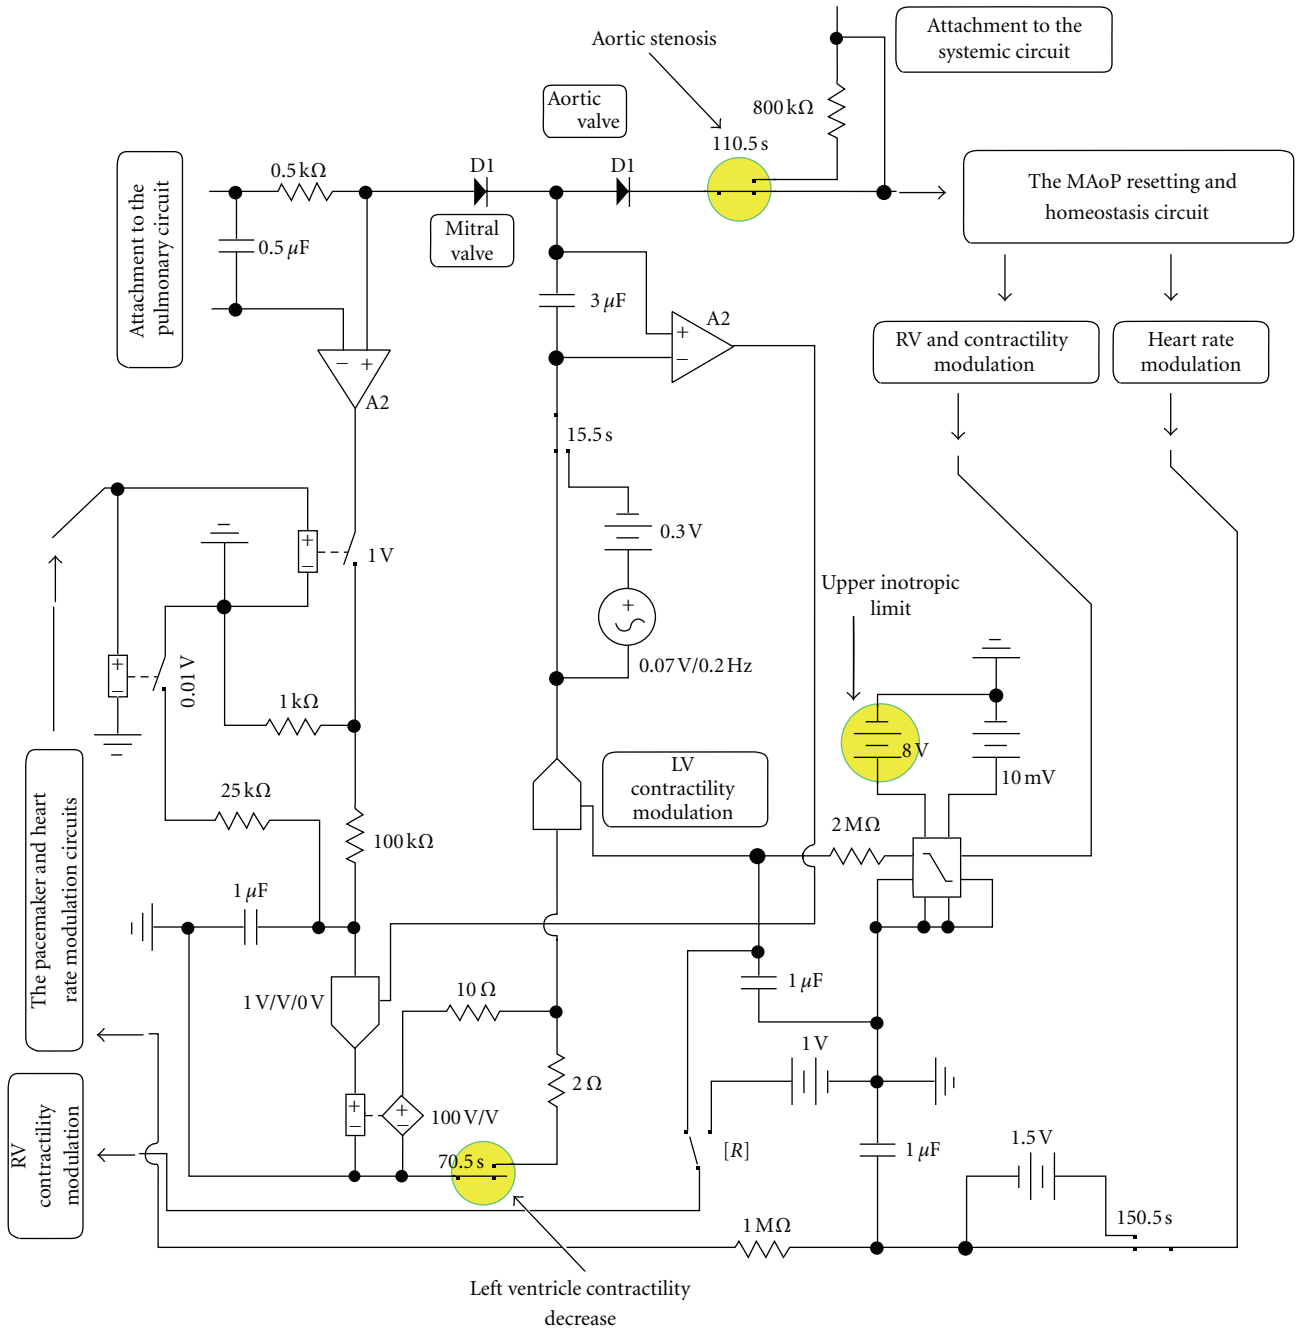 Attachment to the
systemic circuit
Aortic stenosis
Aortic
valve
800 kΩ
110.5 s
0.5 kΩ
D1
D1
The MAoP resetting and
homeostasis circuit
Attachment to the
pulmonary circuit
Mitral
valve
0.5 μF
3 μF
+
−
A2
− +
A2
RV and contractility
modulation
Heart rate
modulation
15.5 s
0.3 V
+
−
1 V
+
0.07 V/0.2 Hz
Upper inotropic
limit
+
−
0.01 V
1 kΩ
8 V
10 mV
LV
contractility
modulation
25 kΩ
100 kΩ
2 MΩ
The pacemaker and heart
rate modulation circuits
1 μF
1 V/V/0 V
10 Ω
1 μF
1 V
2 Ω
+
−
+
−
100 V/V
RV
contractility
modulation
70.5 s
[R]
1 μF
1.5 V
150.5 s
1 MΩ
Left ventricle contractility
decrease